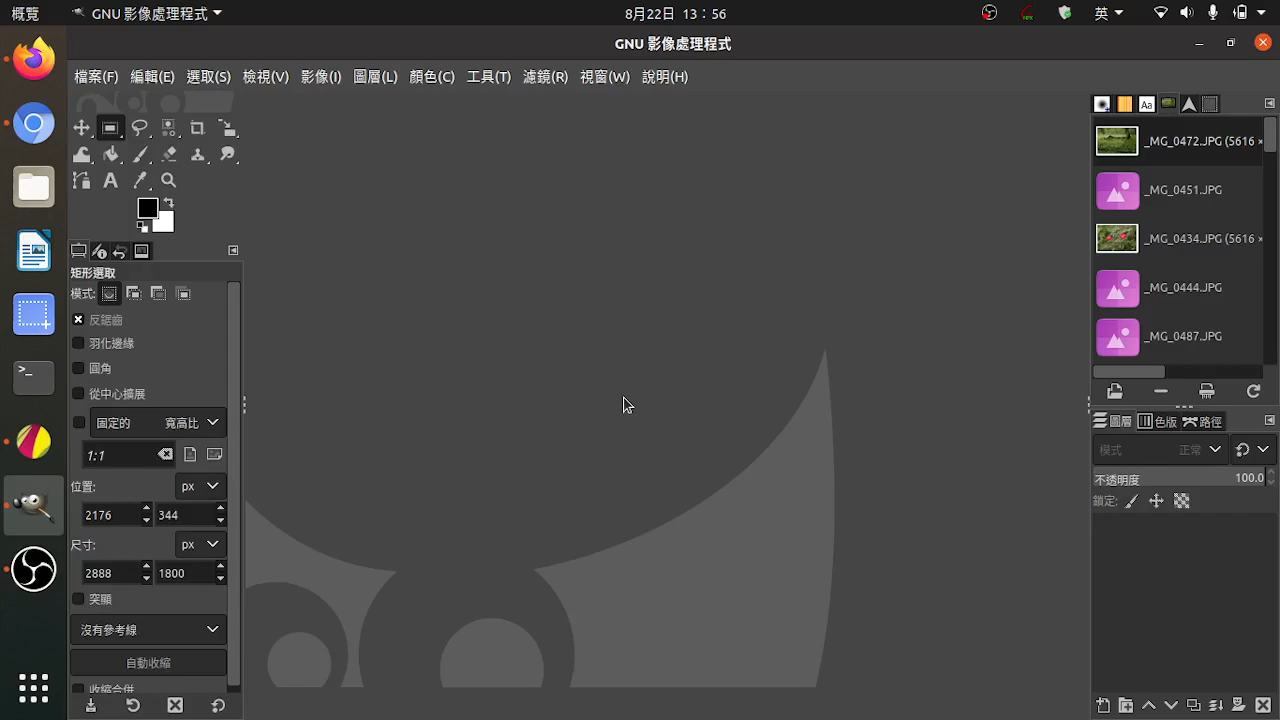 概覽
GNU 影像處理程式
8月22日 13：56
英
GNU 影像處理程式
檔案(F) 編輯(E) 選取(S) 檢視(V) 影像(I) 圖層(L) 顏色(C) 工具(T) 濾鏡(R) 視窗(W) 說明(H)
矩形選取
模式:
反鋸齒
羽化邊緣
圓角
從中心擴展
固定的 寬高比
1:1
位置: px
2176 344
尺寸: px
2888 1800
突顯
沒有參考線
自動收縮
收縮合併
Aa
_MG_0472.JPG (5616 ×
_MG_0451.JPG
_MG_0434.JPG (5616 ×
_MG_0444.JPG
_MG_0487.JPG
圖層 色版 路徑
模式 正常
不透明度 100.0
鎖定: